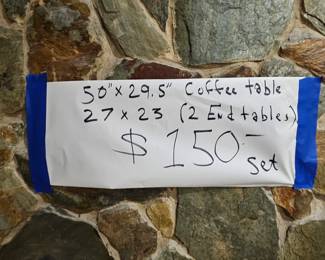 50" x 29.5" Coffee table
27 x 23 (2 End tables)
$150- set